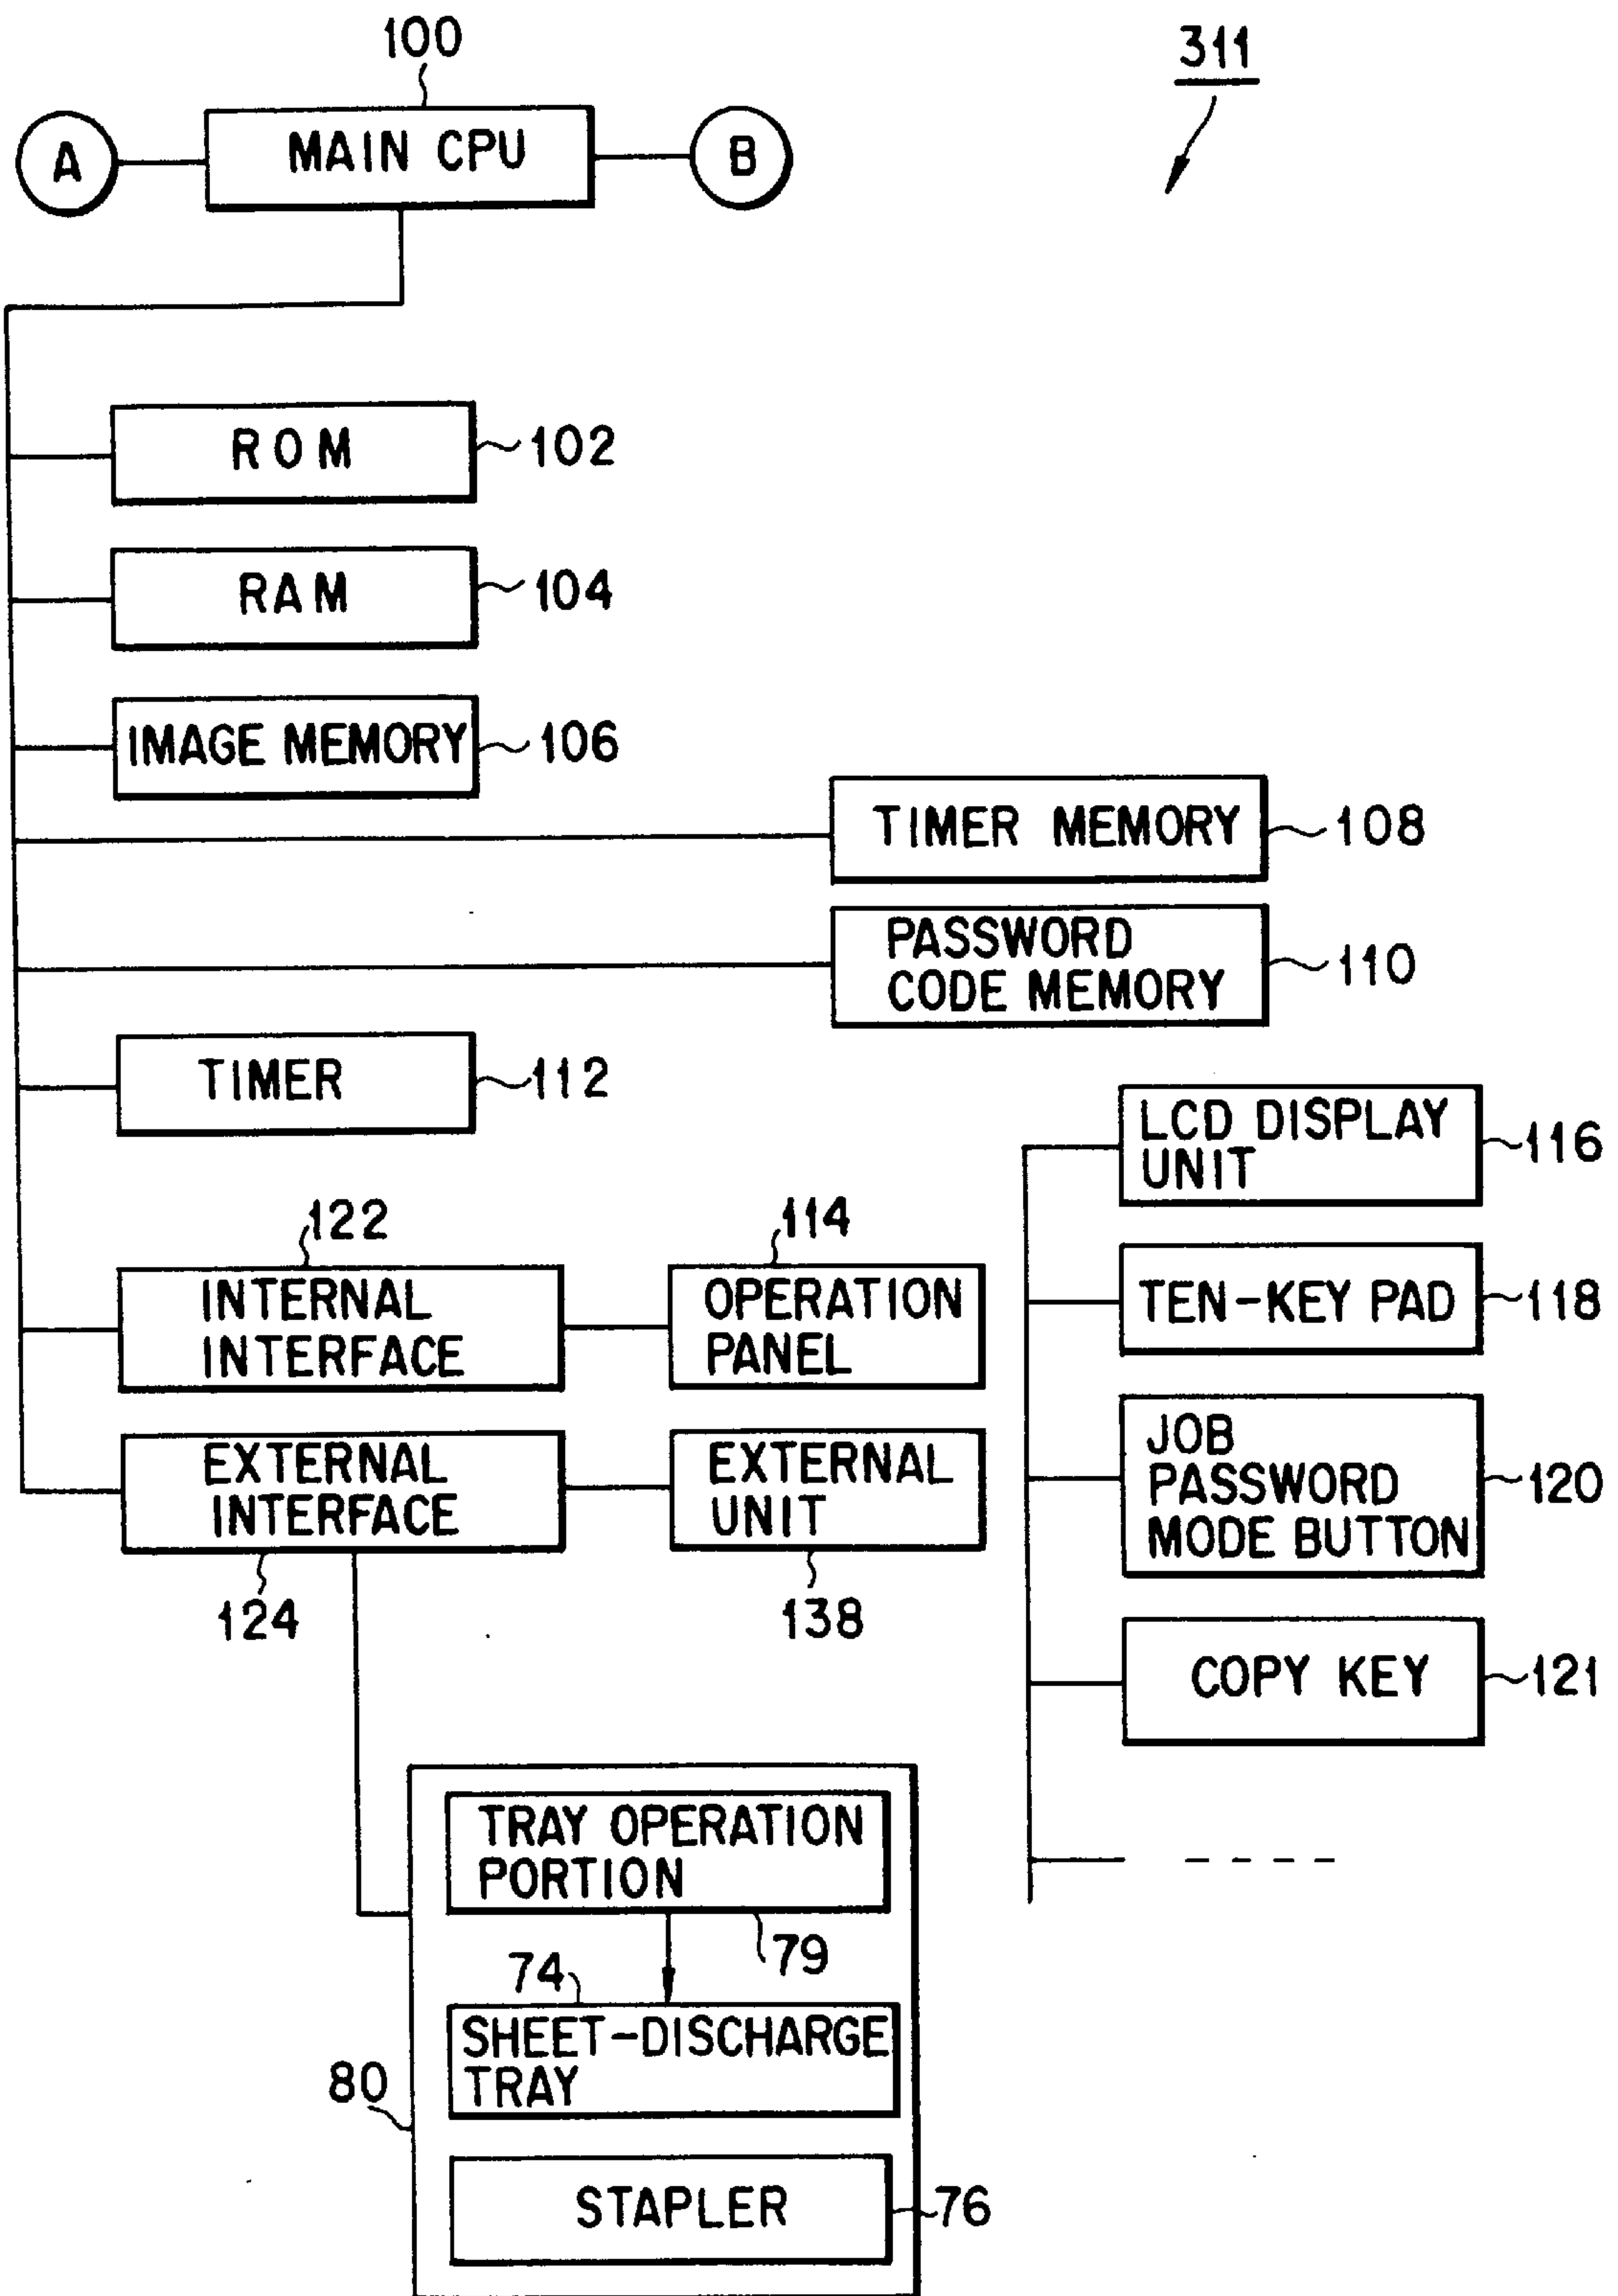 100
311
A
MAIN CPU
B
ROM
102
RAM
104
IMAGE MEMORY
106
TIMER MEMORY
108
PASSWORD
CODE MEMORY
110
TIMER
112
LCD DISPLAY
UNIT
116
122
114
INTERNAL
INTERFACE
OPERATION
PANEL
TEN-KEY PAD
118
EXTERNAL
INTERFACE
EXTERNAL
UNIT
JOB
PASSWORD
MODE BUTTON
120
124
138
COPY KEY
121
TRAY OPERATION
PORTION
79
74
SHEET-DISCHARGE
TRAY
80
STAPLER
76